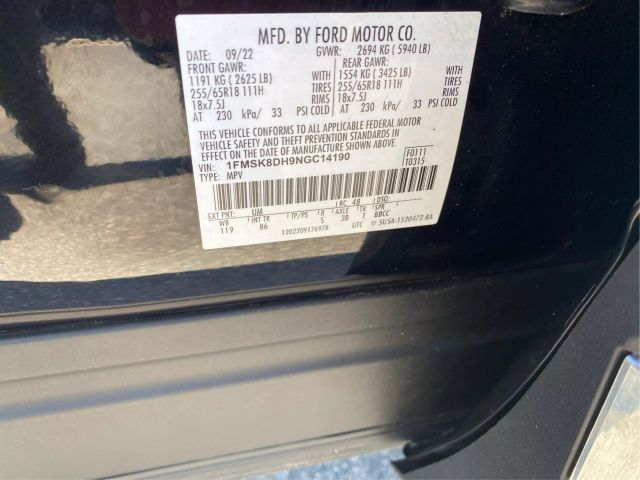 MFD. BY FORD MOTOR CO.
DATE: 09/22 GVWR: 2694 KG (5940 LB)
FRONT GAWR: REAR GAWR:
1191 KG (2625 LB) WITH 1554 KG (3425 LB) WITH
255/65R18 111H TIRES 255/65R18 111H TIRES
18x7.5J RIMS 18x7.5J RIMS
AT 230 kPa/ 33 PSI COLD AT 230 kPa/ 33 PSI COLD
THIS VEHICLE CONFORMS TO ALL APPLICABLE FEDERAL MOTOR
VEHICLE SAFETY AND THEFT PREVENTION STANDARDS IN
EFFECT ON THE DATE OF MANUFACTURE SHOWN ABOVE.
VIN: 1FMSK8DH9NGC14190 F0111
TYPE: MPV T0315
EXT PNT: UM RC: 48 DSO:
WB INT TR TP/PS R AXLE T SPR
119 86 S 3B E BBCC
1202209176978 UTC 5USA-1520472-BA